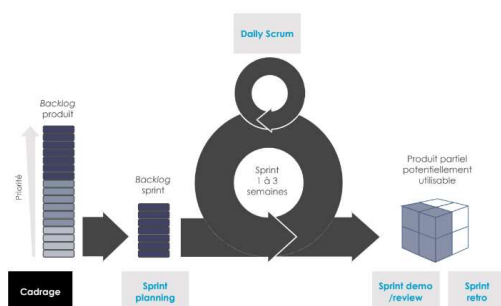 Daily Scrum
Backlog
produit
Priorité
Backlog
sprint
Sprint
1 à 3
semaines
Produit partiel
potentiellement
utilisable
Cadrage
Sprint
planning
Sprint demo
/review
Sprint
retro